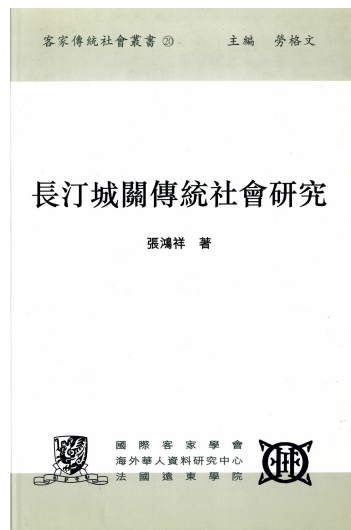 客家傳統社會叢書⑳ 主編 勞格文
長汀城關傳統社會研究
張鴻祥 著
國際客家學會
海外華人資料研究中心
法國遠東學院